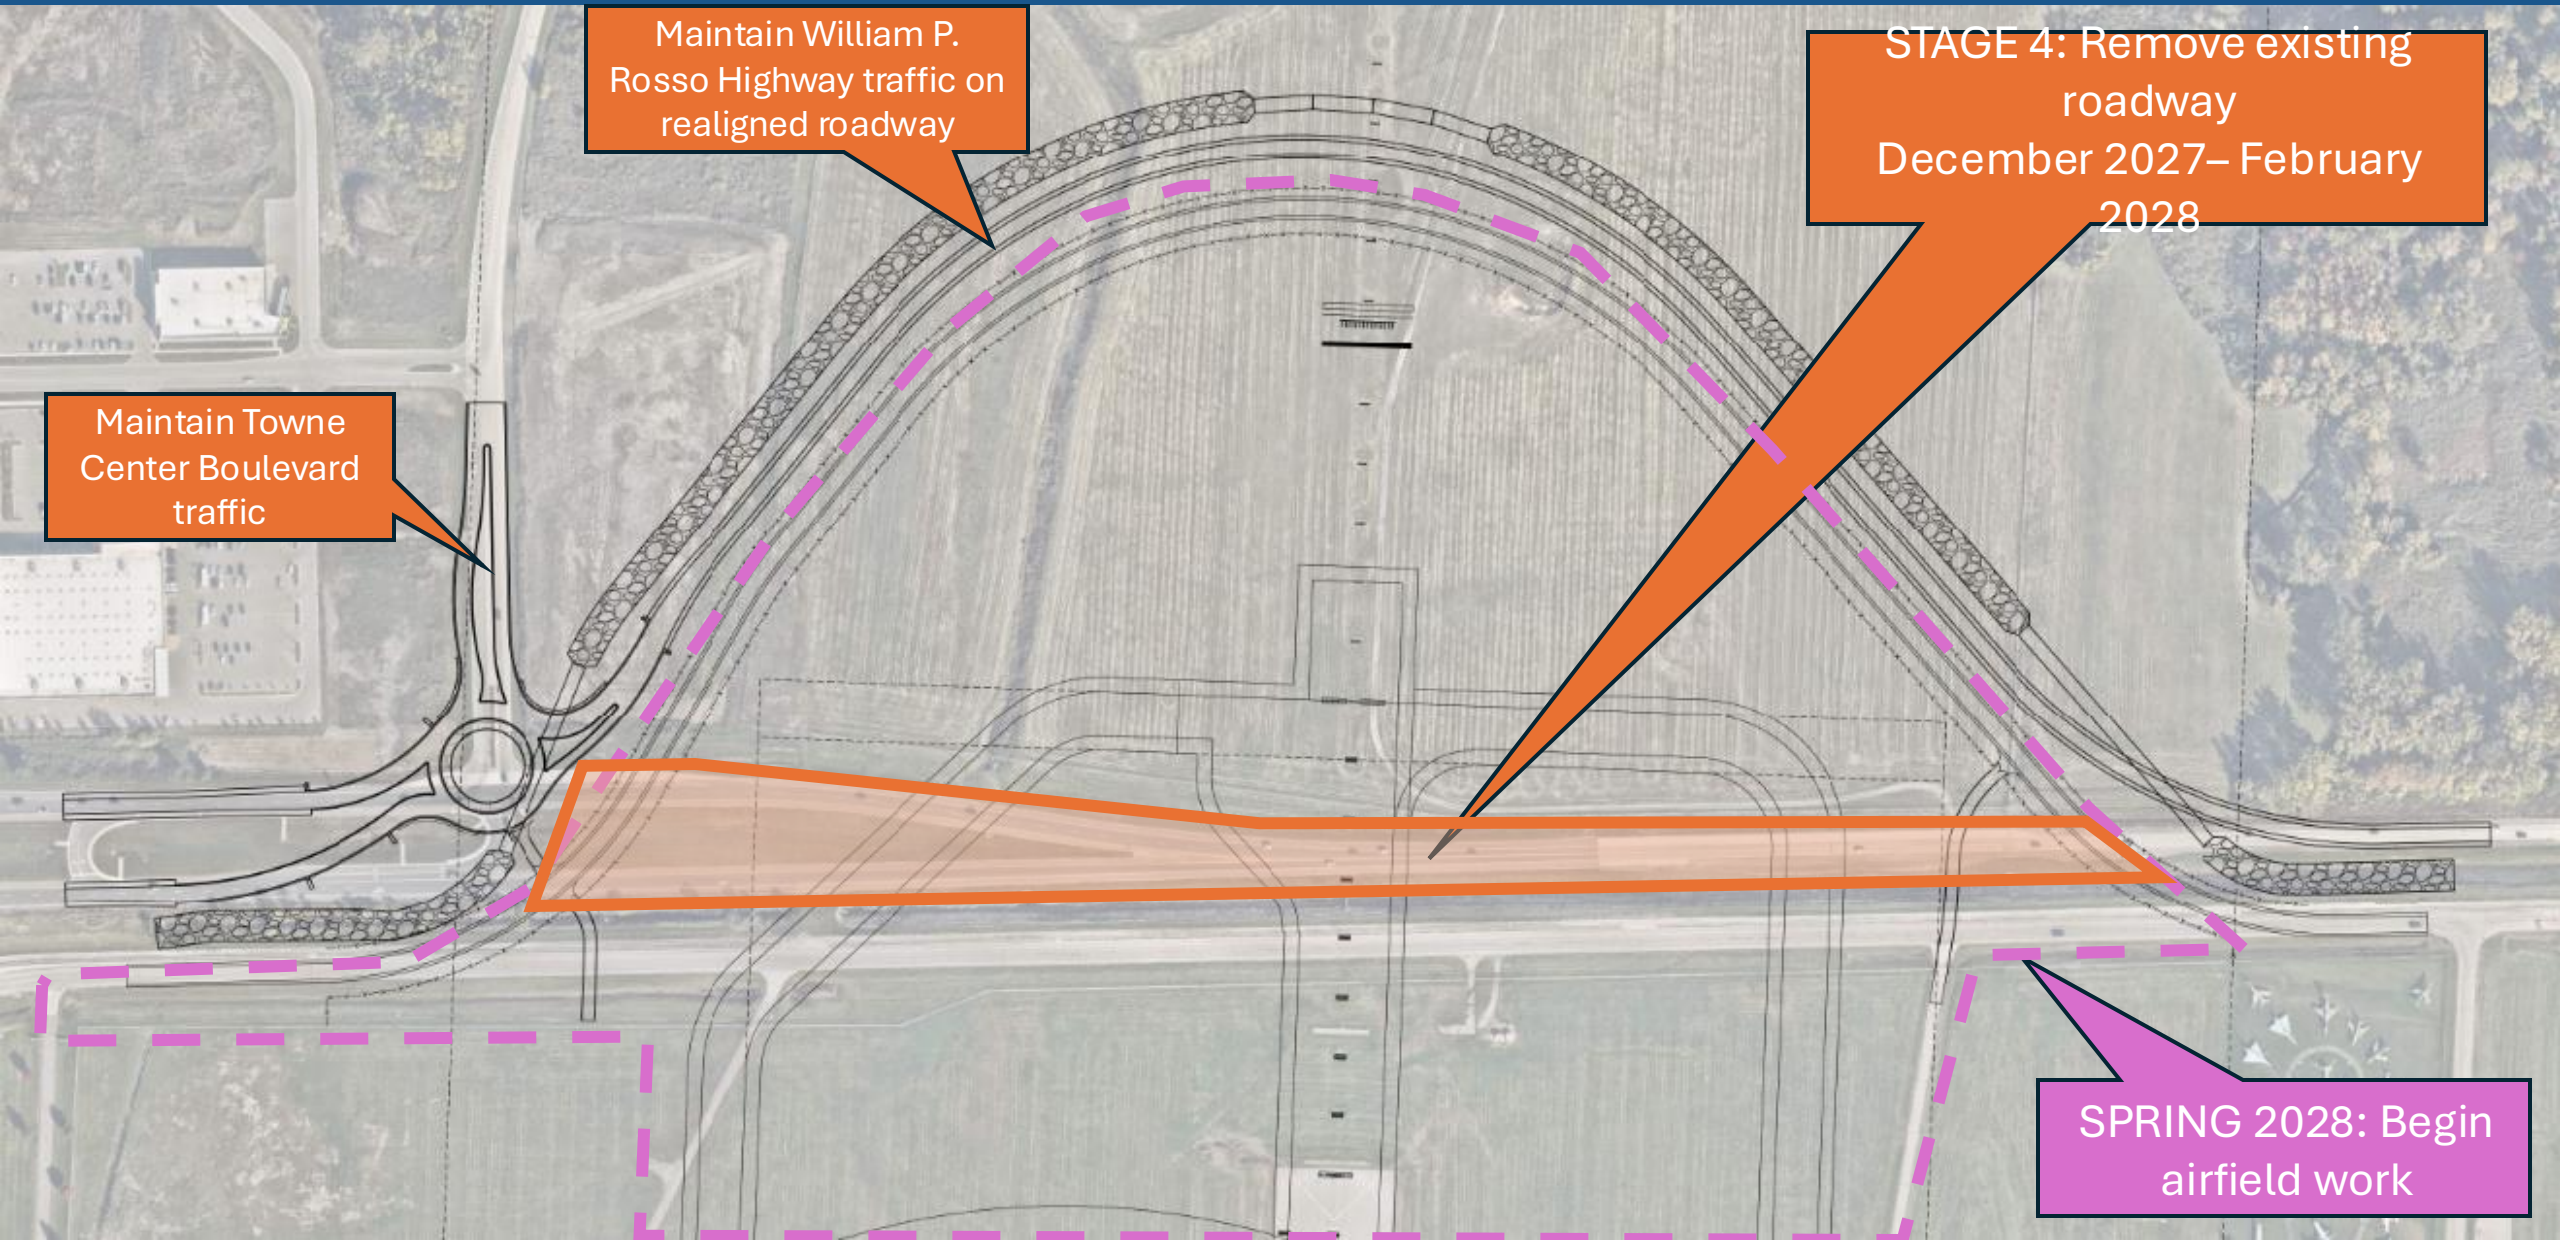 Maintain William P.
Rosso Highway traffic on
realigned roadway
STAGE 4: Remove existing
roadway
December 2027– February
2028
Maintain Towne
Center Boulevard
traffic
SPRING 2028: Begin
airfield work